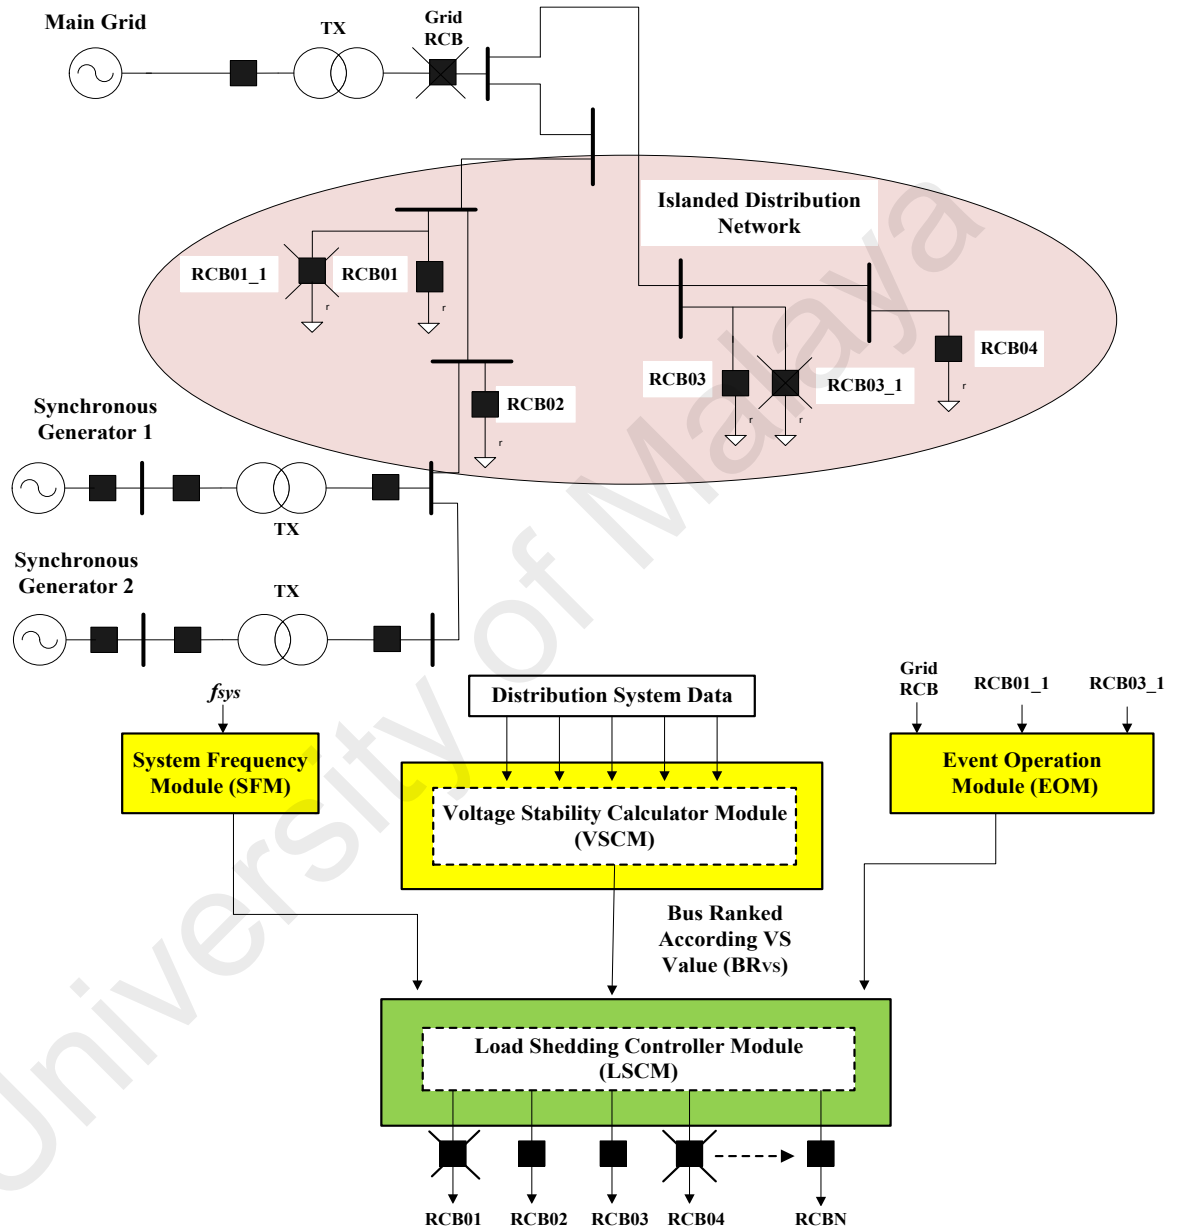 Main Grid
TX
Grid
RCB
Islanded Distribution
Network
RCB01_1
RCB01
r
r
RCB02
r
RCB03
RCB03_1
RCB04
r
r
r
Synchronous
Generator 1
TX
Synchronous
Generator 2
TX
fsys
Distribution System Data
Grid
RCB
RCB01_1
RCB03_1
System Frequency
Module (SFM)
Voltage Stability Calculator Module
(VSCM)
Event Operation
Module (EOM)
Bus Ranked
According VS
Value (BRVS)
Load Shedding Controller Module
(LSCM)
RCB01
RCB02
RCB03
RCB04
RCBN
University of Malaya